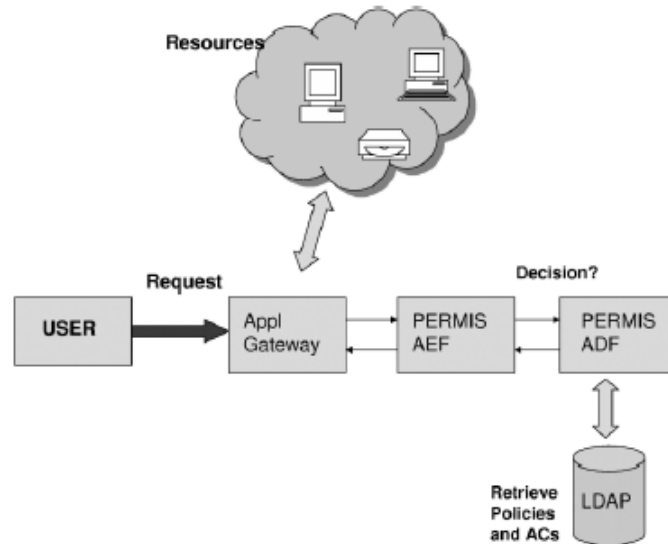 Resources
Request
Decision?
USER
Appl
Gateway
PERMIS
AEF
PERMIS
ADF
Retrieve
Policies
and ACs
LDAP